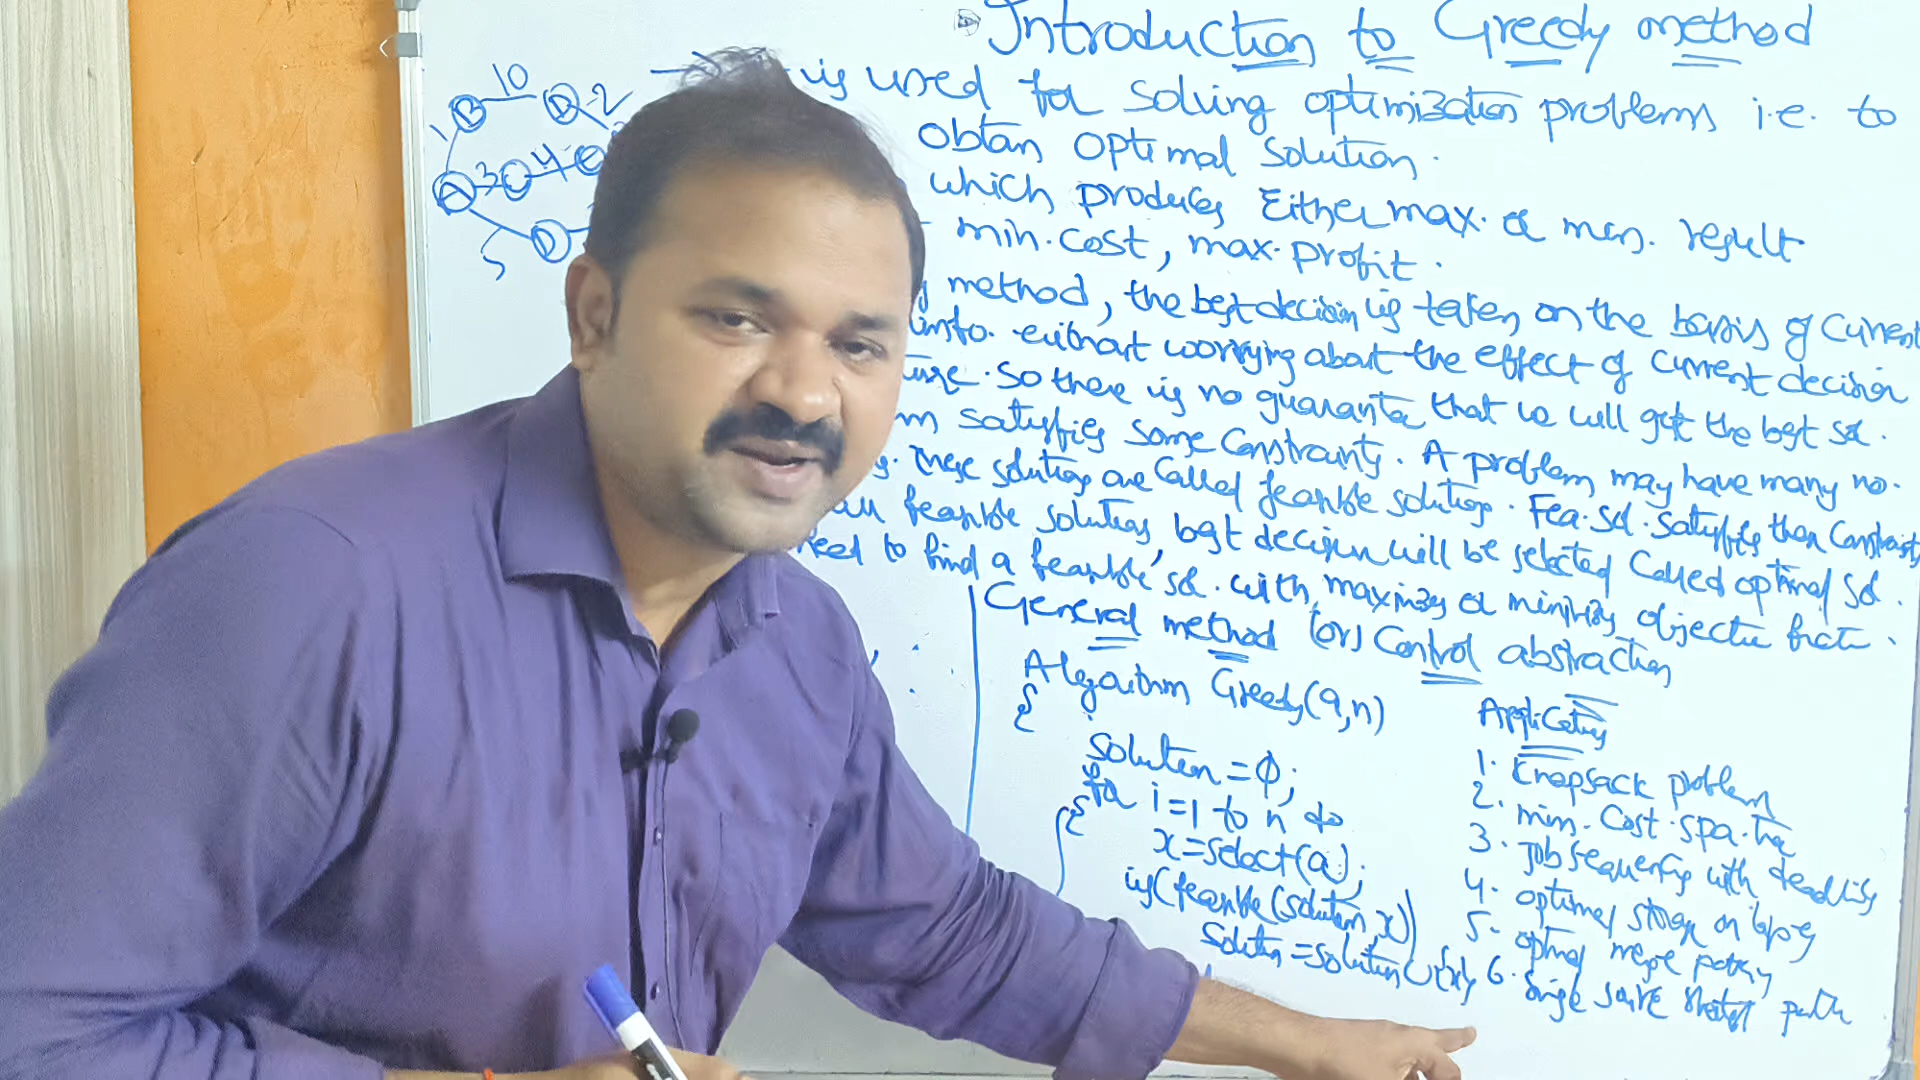 Introduction to Greedy method
is used for solving optimization problems i.e. to
obtain optimal solution.
which produces Either max. or min. result
min. cost, max. profit.
method, the best decision is taken on the basis of current
info. without worrying about the effect of current decision
So there is no guarantee that we will get the best sol.
satisfies some constraints. A problem may have many no.
These solutions are called feasible solutions. Fea. sol. satisfies the constraints
feasible solutions, best decision will be selected called optimal sol.
need to find a feasible sol. with maximizes or minimizes objective
10
B
D
2
1
A
3
4
D
5
General method (or) Control abstraction
Algorithm Greedy(a,n)
{
solution = φ;
for i=1 to n do
{
x=select(a);
if(feasible(solution,x))
solution = solution ∪ {x};
Applications
1. Knapsack problem
2. min. Cost. spa. tree
3. Job sequencing with deadlines
4. optimal storage on tapes
5. optimal merge pattern
6. Single source shortest path